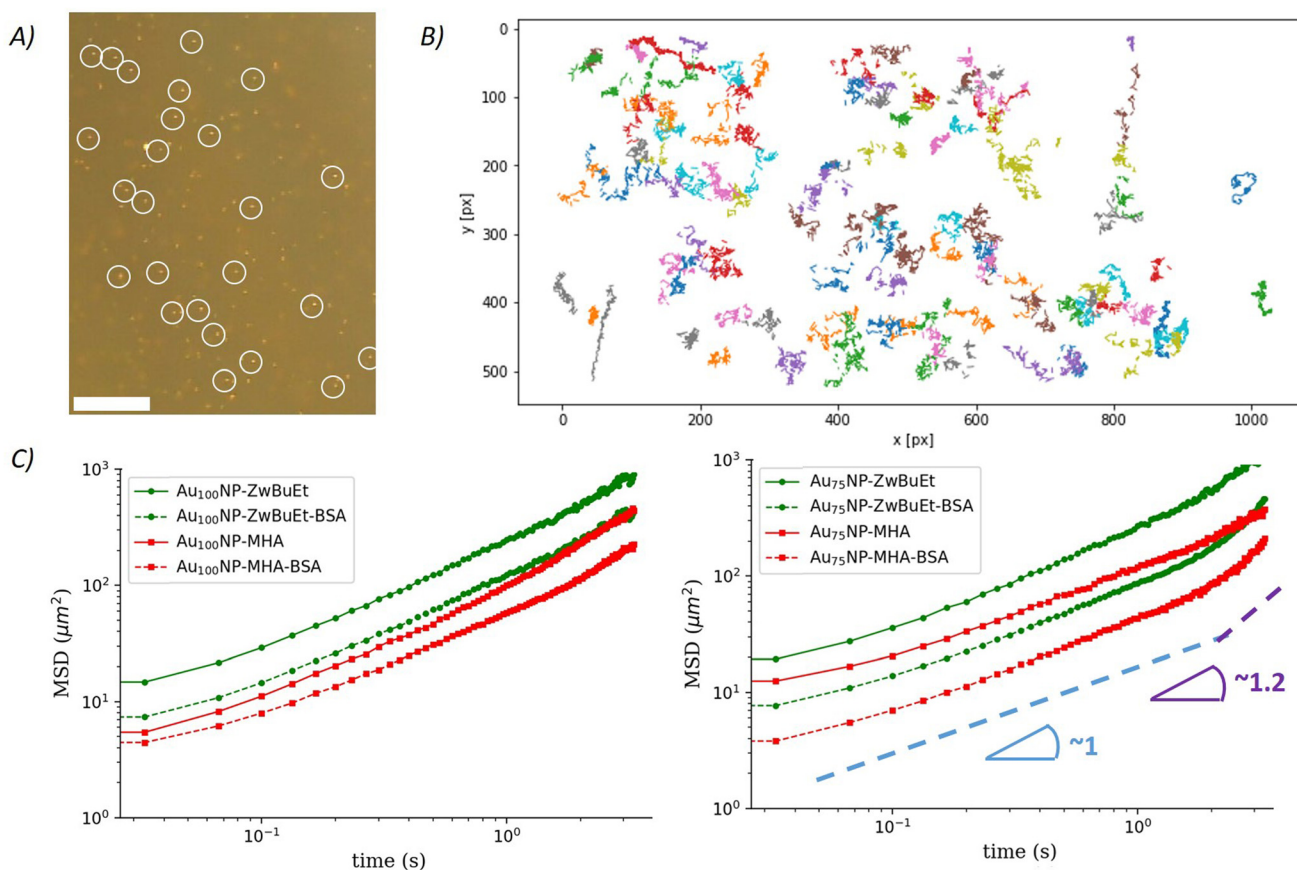 A)
B)
0
100
200
300
400
500
y [px]
0
200
400
600
800
1000
x [px]
C)
10³
10²
10¹
10⁰
MSD (μm²)
Au₁₀₀NP-ZwBuEt
Au₁₀₀NP-ZwBuEt-BSA
Au₁₀₀NP-MHA
Au₁₀₀NP-MHA-BSA
10⁻¹
10⁰
time (s)
10³
10²
10¹
10⁰
MSD (μm²)
Au₇₅NP-ZwBuEt
Au₇₅NP-ZwBuEt-BSA
Au₇₅NP-MHA
Au₇₅NP-MHA-BSA
~1.2
~1
10⁻¹
10⁰
time (s)